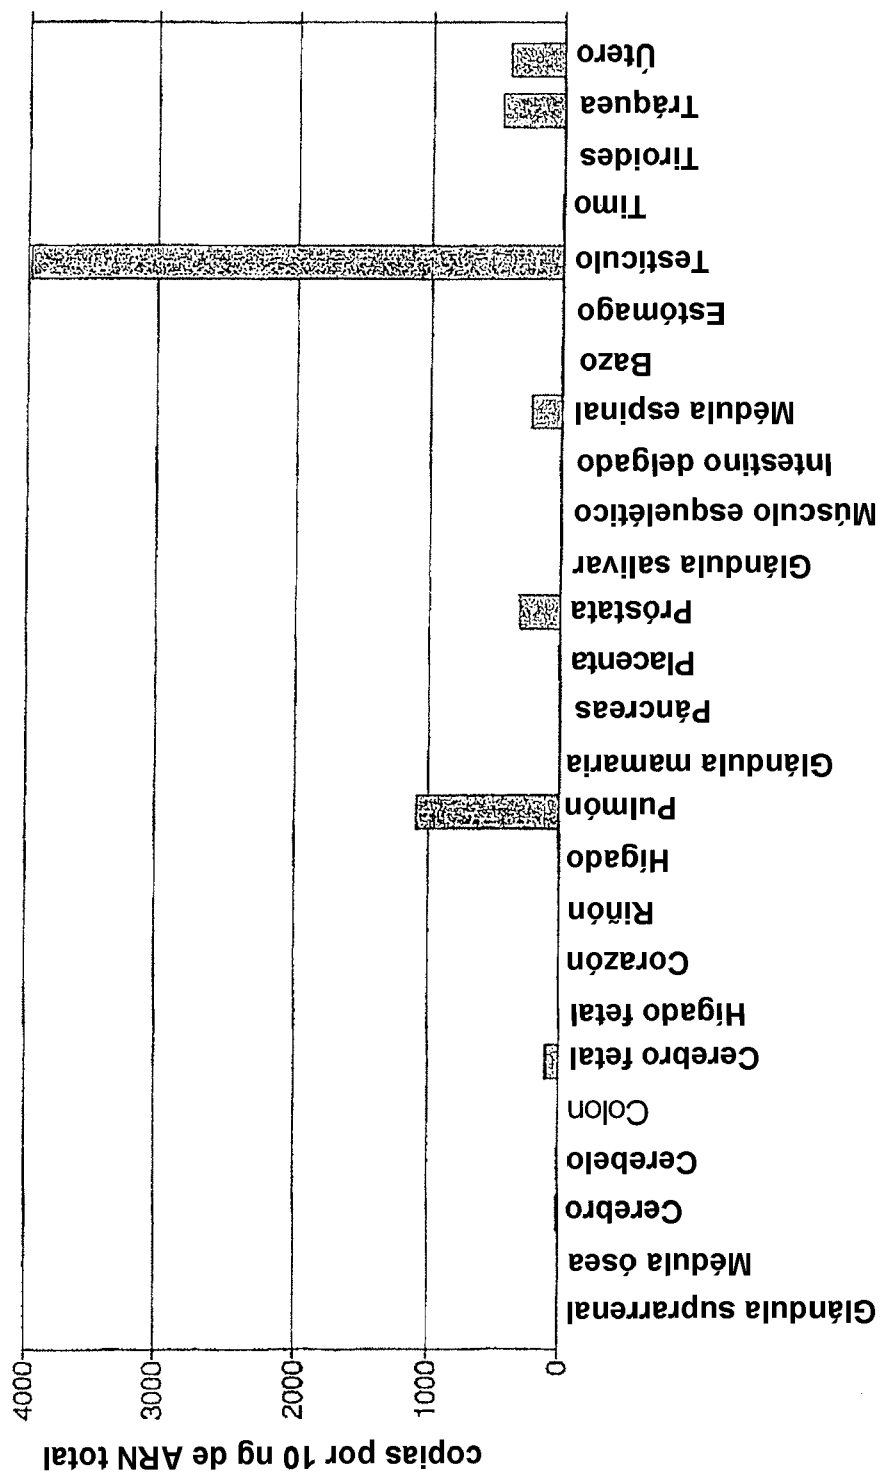 copias por 10 ng de ARN total
4000
3000
2000
1000
0
Glándula suprarrenal
Médula ósea
Cerebro
Cerebelo
Colon
Cerebro fetal
Hígado fetal
Corazón
Riñón
Hígado
Pulmón
Glándula mamaria
Páncreas
Placenta
Próstata
Glándula salivar
Músculo esquelético
Intestino delgado
Médula espinal
Bazo
Estómago
Testículo
Timo
Tiroides
Tráquea
Útero